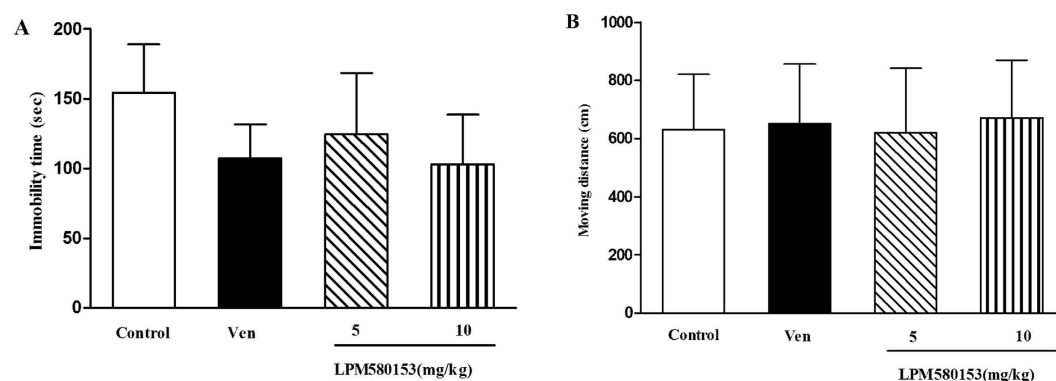 A
Immobility time (sec)
200
150
100
50
0
Control Ven 5 10
LPM580153(mg/kg)
B
Moving distance (cm)
1000
800
600
400
200
0
Control Ven 5 10
LPM580153(mg/kg)